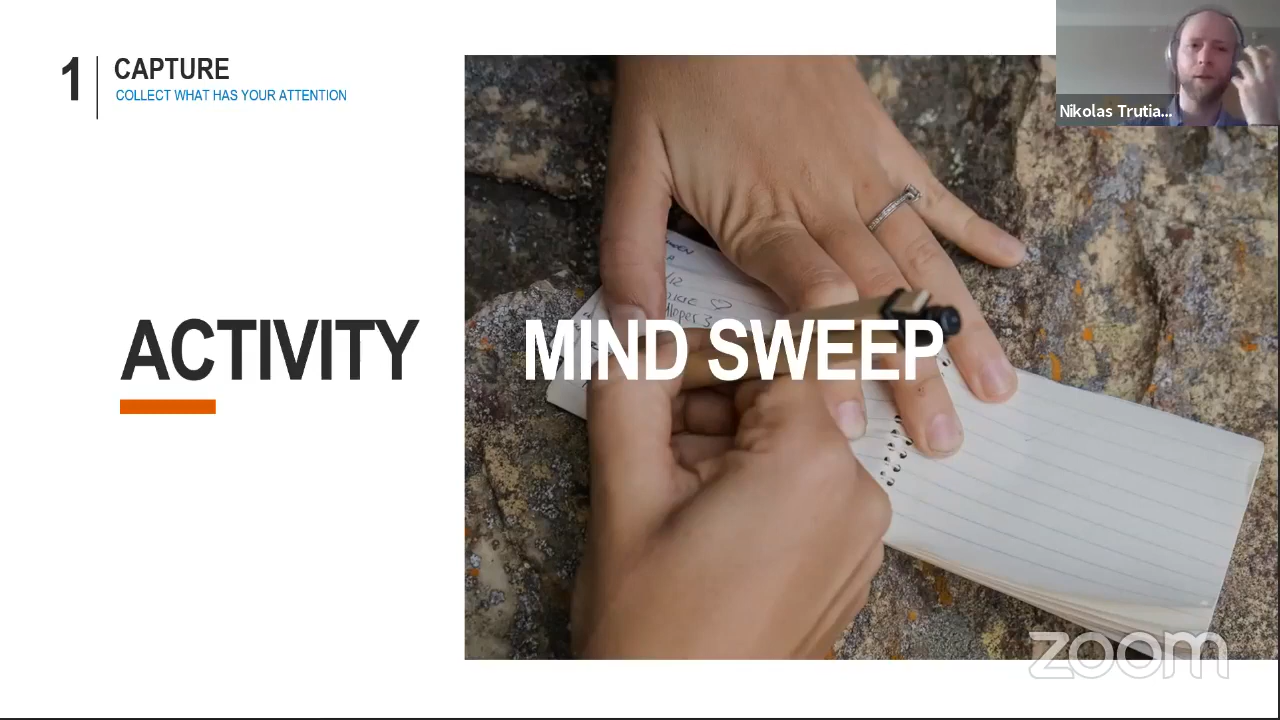 1
CAPTURE
COLLECT WHAT HAS YOUR ATTENTION
Nikolas Trutia...
ACTIVITY
MIND SWEEP
zoom